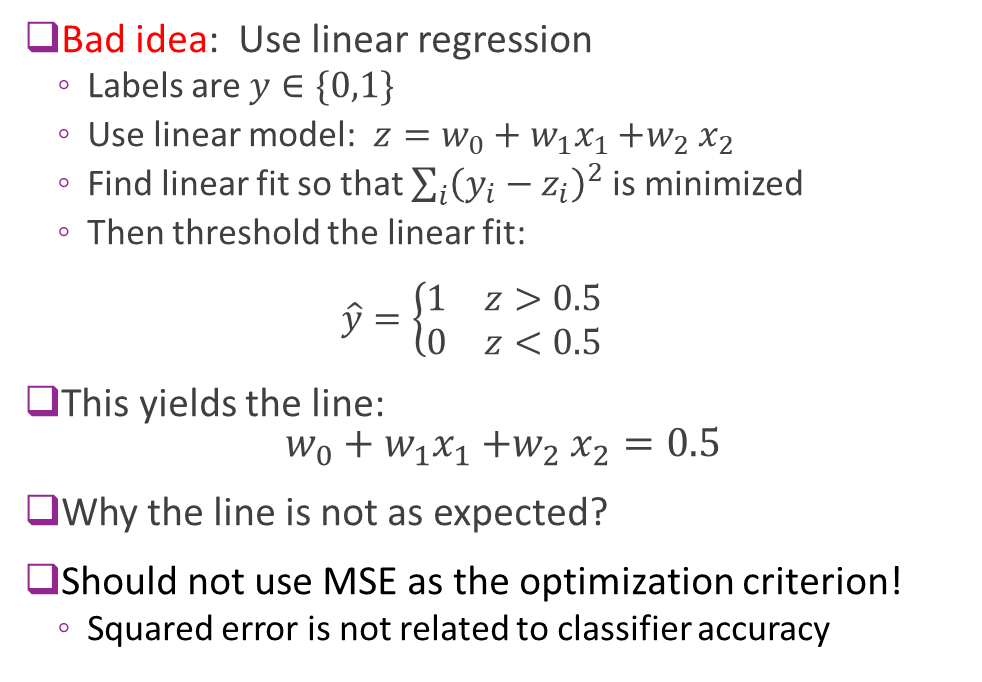 Bad idea: Use linear regression
Labels are y ∈ {0,1}
Use linear model: z = w₀ + w₁x₁ +w₂ x₂
Find linear fit so that ∑ᵢ(yᵢ − zᵢ)² is minimized
Then threshold the linear fit:
ŷ = {1 z > 0.5
0 z < 0.5
This yields the line:
w₀ + w₁x₁ +w₂ x₂ = 0.5
Why the line is not as expected?
Should not use MSE as the optimization criterion!
Squared error is not related to classifier accuracy